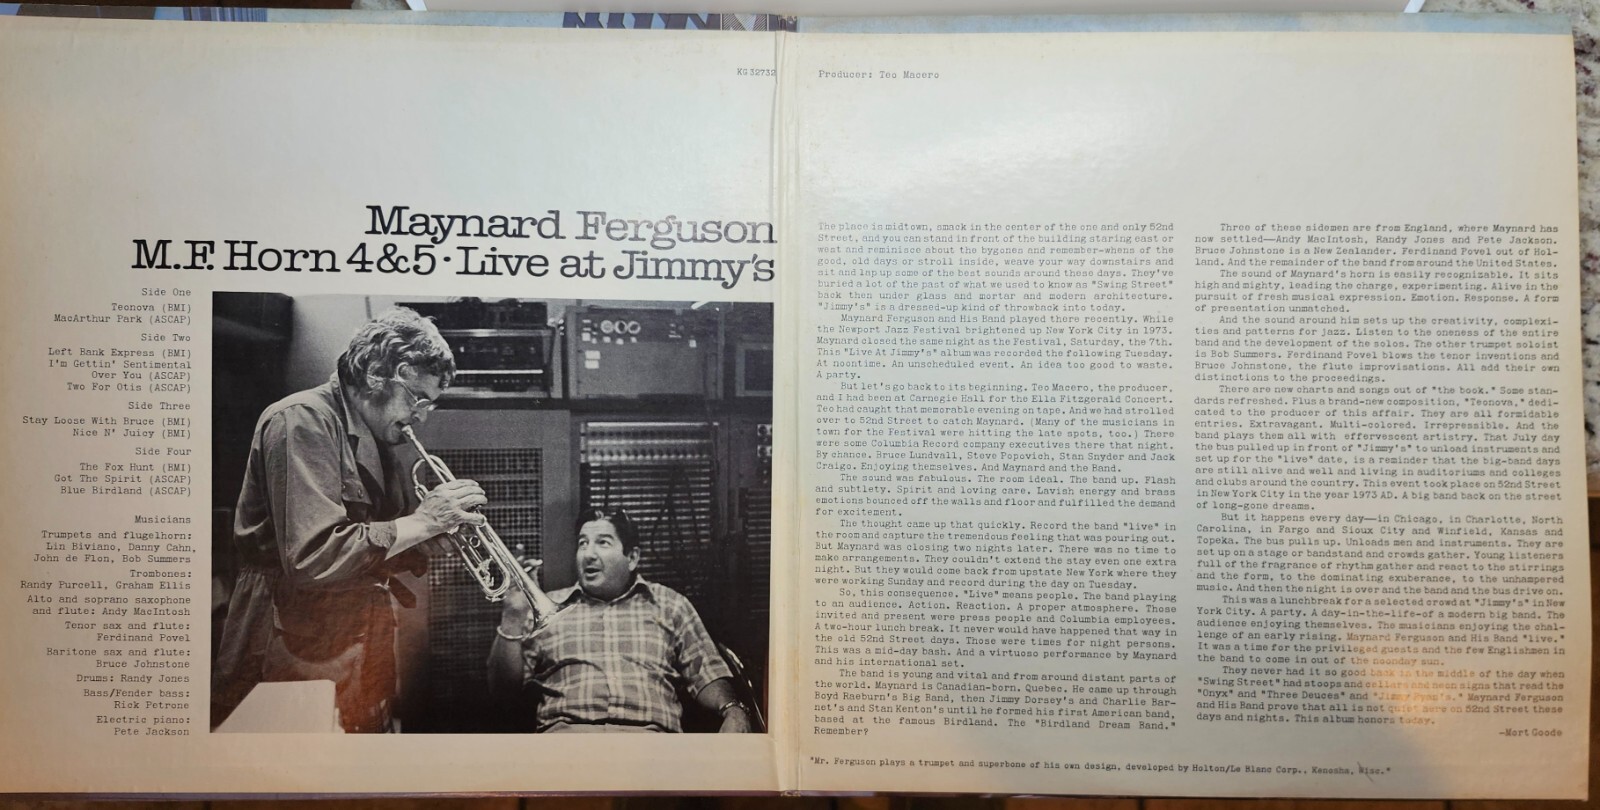 KG 32732
Maynard Ferguson
M.F. Horn 4&5·Live at Jimmy's
Side One
Teonova (BMI)
MacArthur Park (ASCAP)
Side Two
Left Bank Express (BMI)
I'm Gettin' Sentimental
Over You (ASCAP)
Two For Otis (ASCAP)
Side Three
Stay Loose With Bruce (BMI)
Nice N' Juicy (BMI)
Side Four
The Fox Hunt (BMI)
Got The Spirit (ASCAP)
Blue Birdland (ASCAP)
Musicians
Trumpets and flugelhorn:
Lin Biviano, Danny Cahn,
John de Flon, Bob Summers
Trombones:
Randy Purcell, Graham Ellis
Alto and soprano saxophone
and flute: Andy MacIntosh
Tenor sax and flute:
Ferdinand Povel
Baritone sax and flute:
Bruce Johnstone
Drums: Randy Jones
Bass/Fender bass:
Rick Petrone
Electric piano:
Pete Jackson
Producer: Teo Macero
The place is midtown, smack in the center of the one and only 52nd
Street, and you can stand in front of the building staring east or
west and reminisce about the bygones and remember-whens of the
good, old days or stroll inside, weave your way downstairs and
sit and lap up some of the best sounds around these days. They've
buried a lot of the past of what we used to know as "Swing Street"
back then under glass and mortar and modern architecture.
"Jimmy's" is a dressed-up kind of throwback into today.
Maynard Ferguson and His Band played there recently. While
the Newport Jazz Festival brightened up New York City in 1973.
Maynard closed the same night as the Festival, Saturday, the 7th.
This "Live At Jimmy's" album was recorded the following Tuesday.
At noontime. An unscheduled event. An idea too good to waste.
A party.
But let's go back to its beginning. Teo Macero, the producer,
and I had been at Carnegie Hall for the Ella Fitzgerald Concert.
Teo had caught that memorable evening on tape. And we had strolled
over to 52nd Street to catch Maynard. (Many of the musicians in
town for the Festival were hitting the late spots, too.) There
were some Columbia Record company executives there that night.
By chance. Bruce Lundvall, Steve Popovich, Stan Snyder and Jack
Craigo. Enjoying themselves. And Maynard and the Band.
The sound was fabulous. The room ideal. The band up. Flash
and subtlety. Spirit and loving care. Lavish energy and brass
emotions bounced off the walls and floor and fulfilled the demand
for excitement.
The thought came up that quickly. Record the band "live" in
the room and capture the tremendous feeling that was pouring out.
But Maynard was closing two nights later. There was no time to
make arrangements. They couldn't extend the stay even one extra
night. But they would come back from upstate New York where they
were working Sunday and record during the day on Tuesday.
So, this consequence. "Live" means people. The band playing
to an audience. Action. Reaction. A proper atmosphere. Those
invited and present were press people and Columbia employees.
A two-hour lunch break. It never would have happened that way in
the old 52nd Street days. Those were times for night persons.
This was a mid-day bash. And a virtuoso performance by Maynard
and his international set.
The band is young and vital and from around distant parts of
the world. Maynard is Canadian-born. Quebec. He came up through
Boyd Raeburn's Big Band, then Jimmy Dorsey's and Charlie Bar-
net's and Stan Kenton's until he formed his first American band,
based at the famous Birdland. The "Birdland Dream Band."
Remember?
Three of these sidemen are from England, where Maynard has
now settled—Andy MacIntosh, Randy Jones and Pete Jackson.
Bruce Johnstone is a New Zealander. Ferdinand Povel out of Hol-
land. And the remainder of the band from around the United States.
The sound of Maynard's horn is easily recognizable. It sits
high and mighty, leading the charge, experimenting. Alive in the
pursuit of fresh musical expression. Emotion. Response. A form
of presentation unmatched.
And the sound around him sets up the creativity, complexi-
ties and patterns for jazz. Listen to the oneness of the entire
band and the development of the solos. The other trumpet soloist
is Bob Summers. Ferdinand Povel blows the tenor inventions and
Bruce Johnstone, the flute improvisations. All add their own
distinctions to the proceedings.
There are new charts and songs out of "the book." Some stan-
dards refreshed. Plus a brand-new composition, "Teonova," dedi-
cated to the producer of this affair. They are all formidable
entries. Extravagant. Multi-colored. Irrepressible. And the
band plays them all with effervescent artistry. That July day
the bus pulled up in front of "Jimmy's" to unload instruments and
set up for the "live" date, is a reminder that the big-band days
are still alive and well and living in auditoriums and colleges
and clubs around the country. This event took place on 52nd Street
in New York City in the year 1973 AD. A big band back on the street
of long-gone dreams.
But it happens every day—in Chicago, in Charlotte, North
Carolina, in Fargo and Sioux City and Winfield, Kansas and
Topeka. The bus pulls up. Unloads men and instruments. They are
set up on a stage or bandstand and crowds gather. Young listeners
full of the fragrance of rhythm gather and react to the stirrings
and the form, to the dominating exuberance, to the unhampered
music. And then the night is over and the band and the bus drive on.
This was a lunchbreak for a selected crowd at "Jimmy's" in New
York City. A party. A day-in-the-life-of a modern big band. The
audience enjoying themselves. The musicians enjoying the chal-
lenge of an early rising. Maynard Ferguson and His Band "live."
It was a time for the privileged guests and the few Englishmen in
the band to come in out of the noonday sun.
They never had it so good back in the middle of the day when
"Swing Street" had stoops and cellars and neon signs that read the
"Onyx" and "Three Deuces" and "Jimmy Ryan's." Maynard Ferguson
and His Band prove that all is not quiet here on 52nd Street these
days and nights. This album honors today.
—Mort Goode
"Mr. Ferguson plays a trumpet and superbone of his own design, developed by Holton/Le Blanc Corp., Kenosha, Wisc."